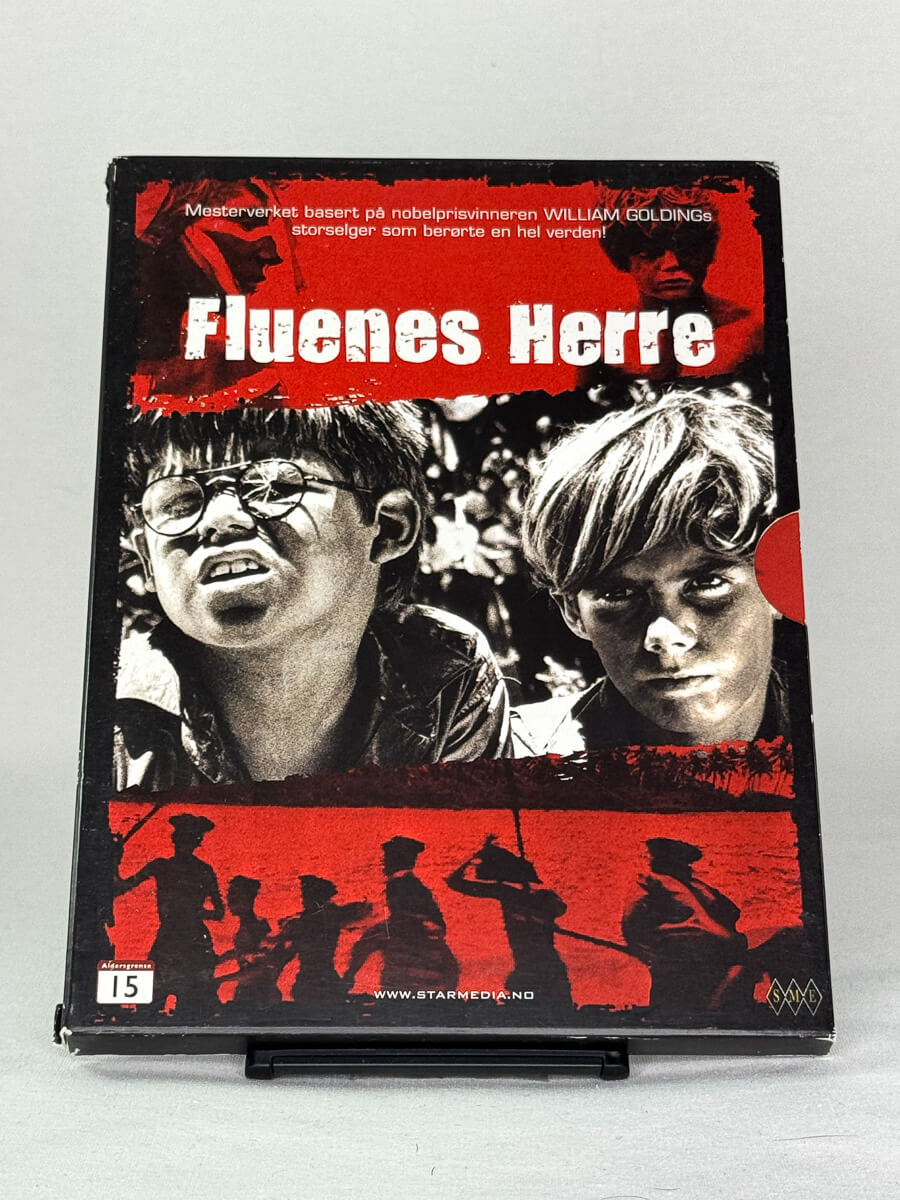 Mesterverket basert på nobelprisvinneren WILLIAM GOLDINGs
storselger som berørte en hel verden!
Fluenes Herre
Aldersgrense
15
WWW.STARMEDIA.NO
SME